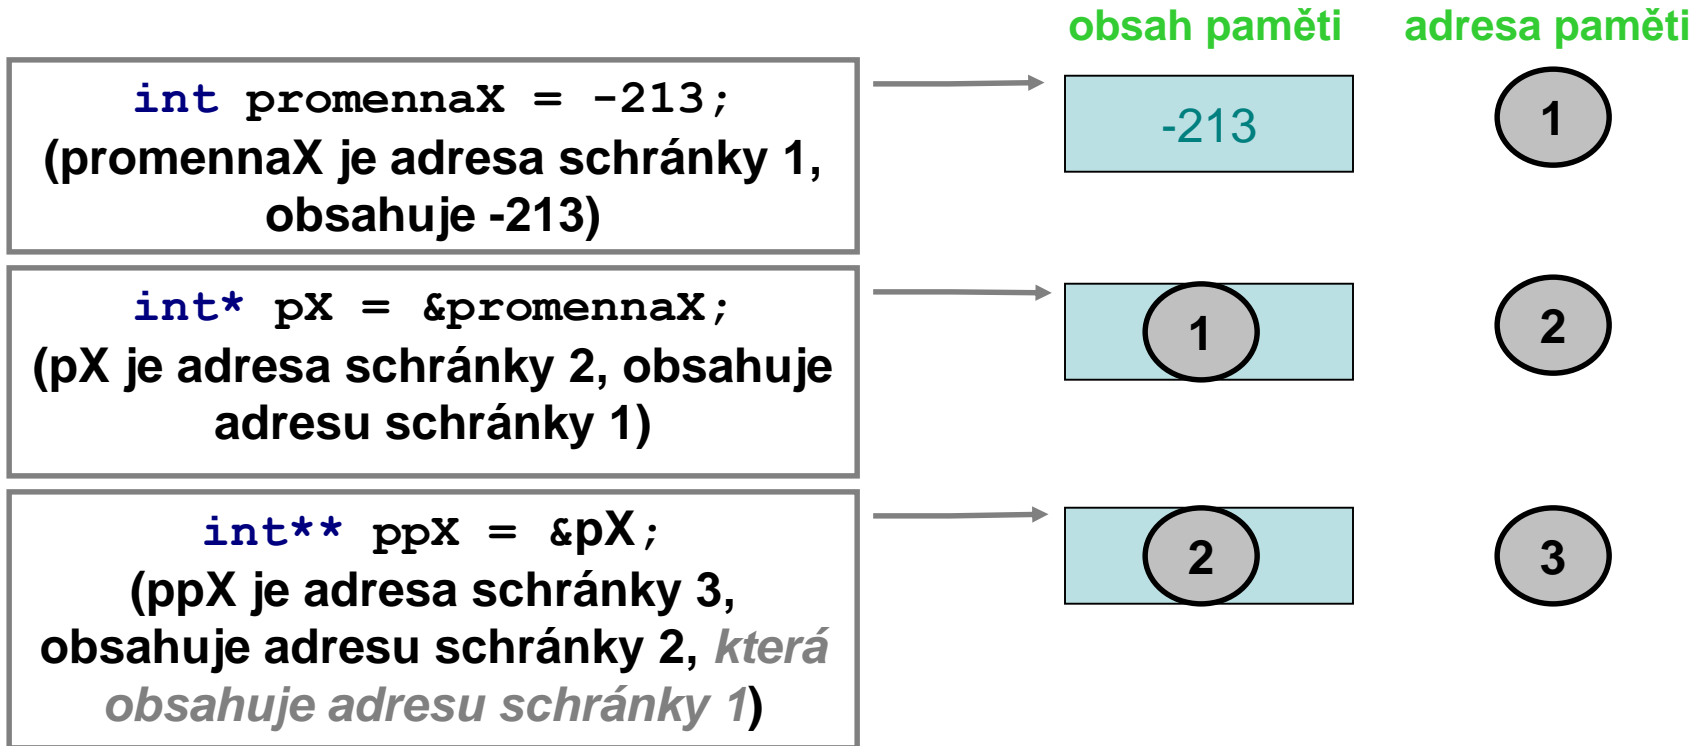 obsah paměti adresa paměti
int promennaX = -213;
(promennaX je adresa schránky 1,
obsahuje -213)
-213
1
int* pX = &promennaX;
(pX je adresa schránky 2, obsahuje
adresu schránky 1)
1
2
int** ppX = &pX;
(ppX je adresa schránky 3,
obsahuje adresu schránky 2, která
obsahuje adresu schránky 1)
2
3